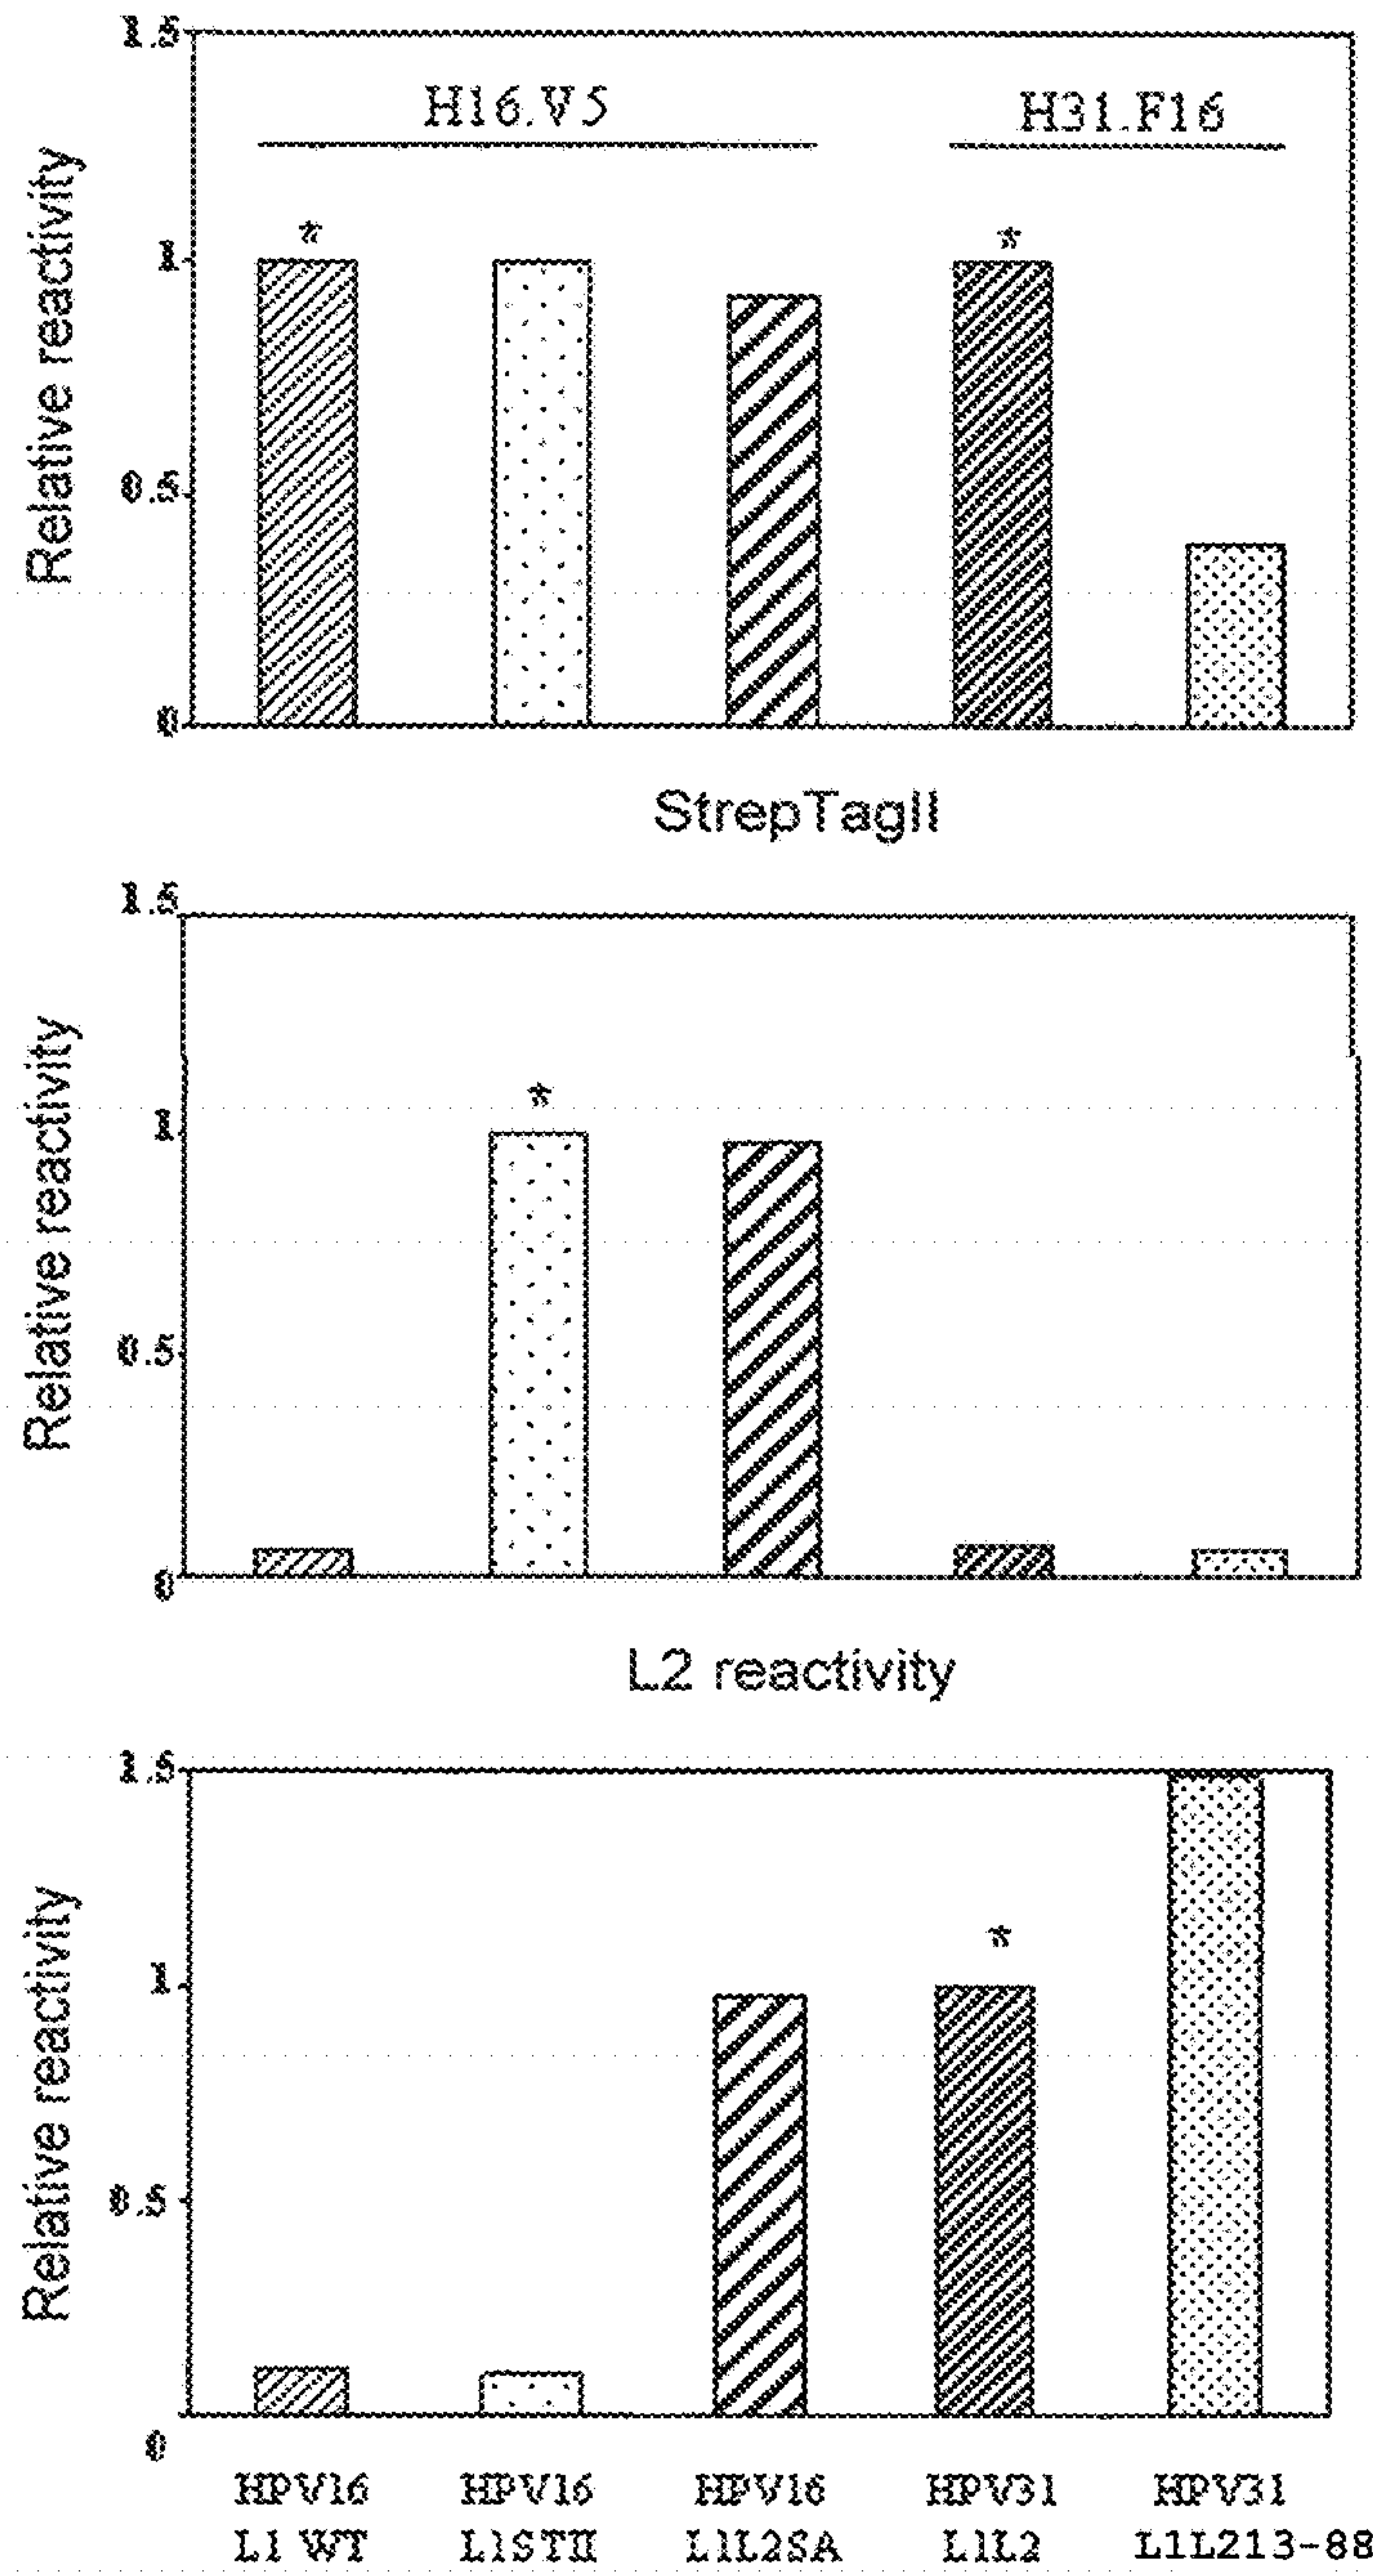 1.5
H16.V5
H31.F16
*
*
1
0.5
0
Relative reactivity
StrepTagII
1.5
*
1
0.5
0
Relative reactivity
L2 reactivity
1.5
*
1
0.5
0
Relative reactivity
HPV16 HPV16 HPV16 HPV31 HPV31
L1 WT L1STII L1L2SA L1L2 L1L213-88